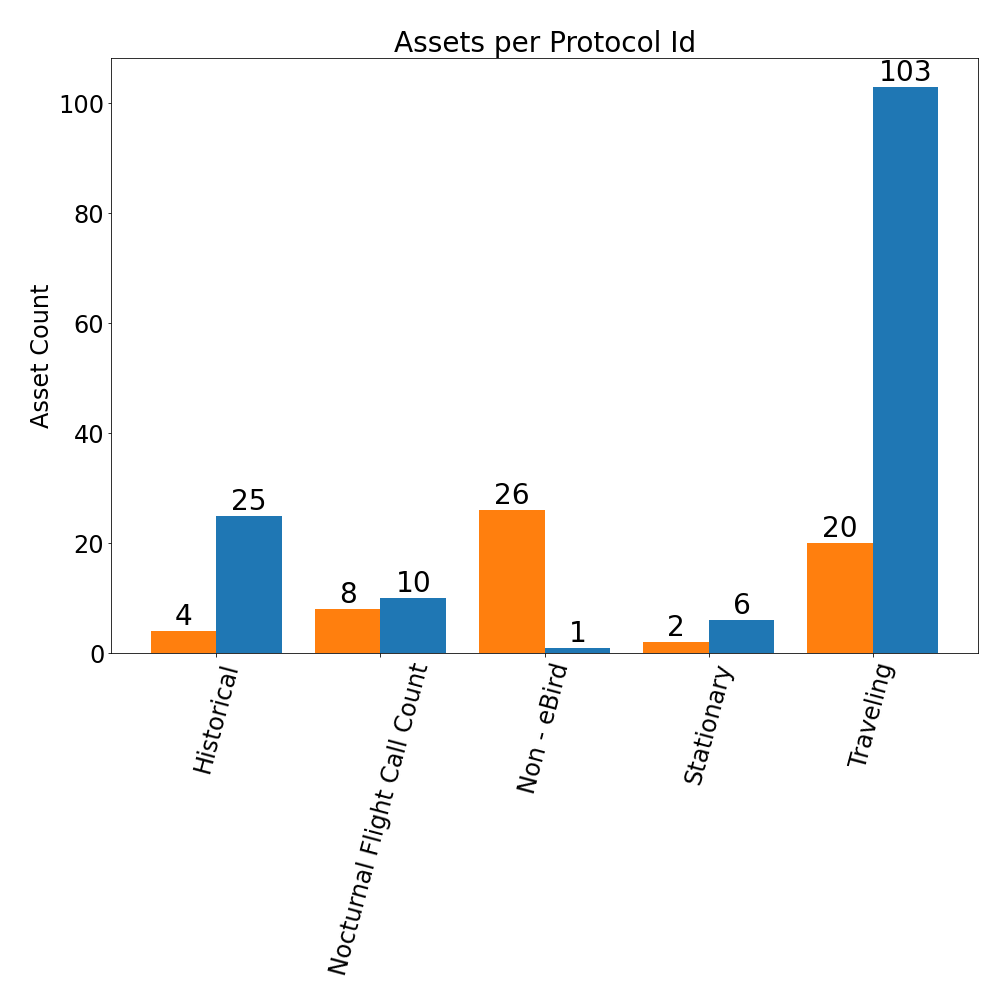 Assets per Protocol Id
Asset Count
100
80
60
40
20
0
4
25
8
10
26
1
2
6
20
103
Historical
Nocturnal Flight Call Count
Non - eBird
Stationary
Traveling